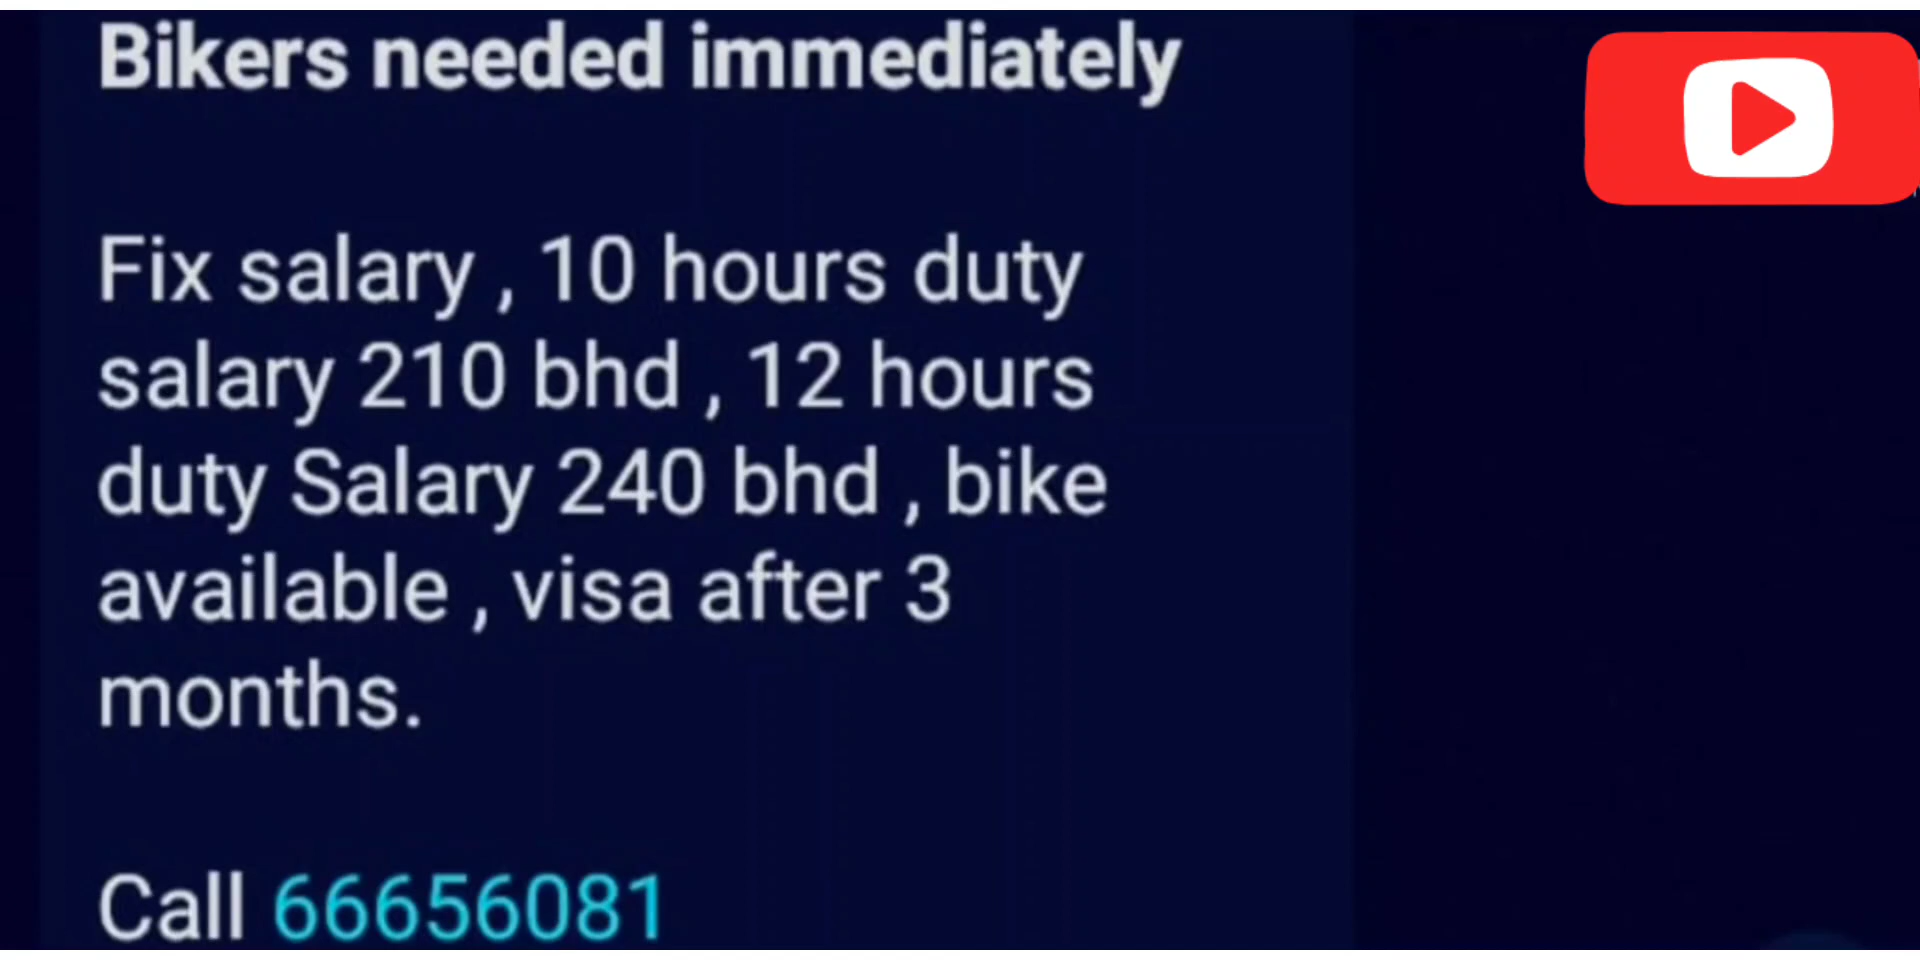 Bikers needed immediately
Fix salary , 10 hours duty
salary 210 bhd , 12 hours
duty Salary 240 bhd , bike
available , visa after 3
months.
Call 66656081